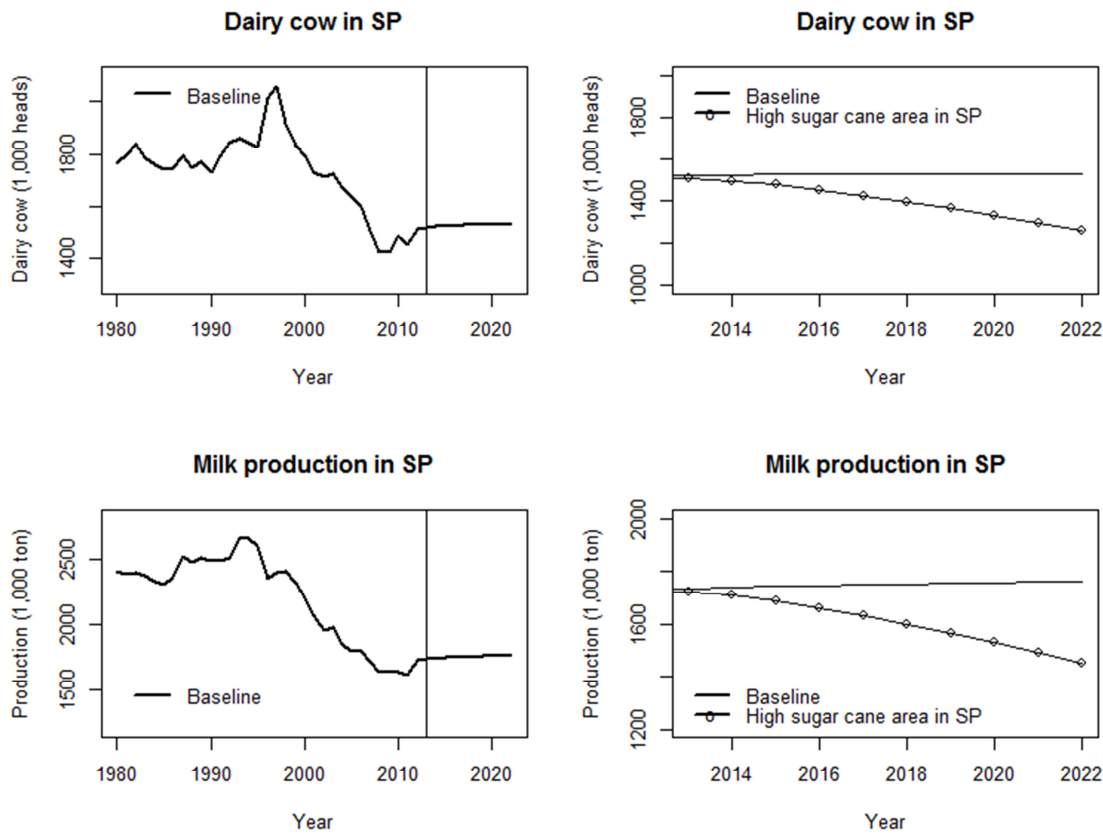 Dairy cow in SP
Dairy cow (1,000 heads)
1800
1400
Baseline
1980 1990 2000 2010 2020
Year
Dairy cow in SP
Dairy cow (1,000 heads)
1800
1400
1000
Baseline
High sugar cane area in SP
2014 2016 2018 2020 2022
Year
Milk production in SP
Production (1,000 ton)
2500
2000
1500
Baseline
1980 1990 2000 2010 2020
Year
Milk production in SP
Production (1,000 ton)
2000
1600
1200
Baseline
High sugar cane area in SP
2014 2016 2018 2020 2022
Year